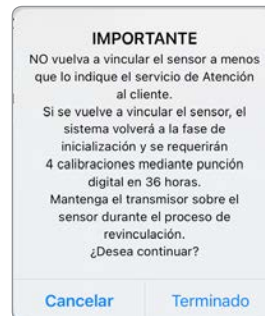 IMPORTANTE
NO vuelva a vincular el sensor a menos
que lo indique el servicio de Atención
al cliente.
Si se vuelve a vincular el sensor, el
sistema volverá a la fase de
inicialización y se requerirán
4 calibraciones mediante punción
digital en 36 horas.
Mantenga el transmisor sobre el
sensor durante el proceso de
revinculación.
¿Desea continuar?
Cancelar Terminado